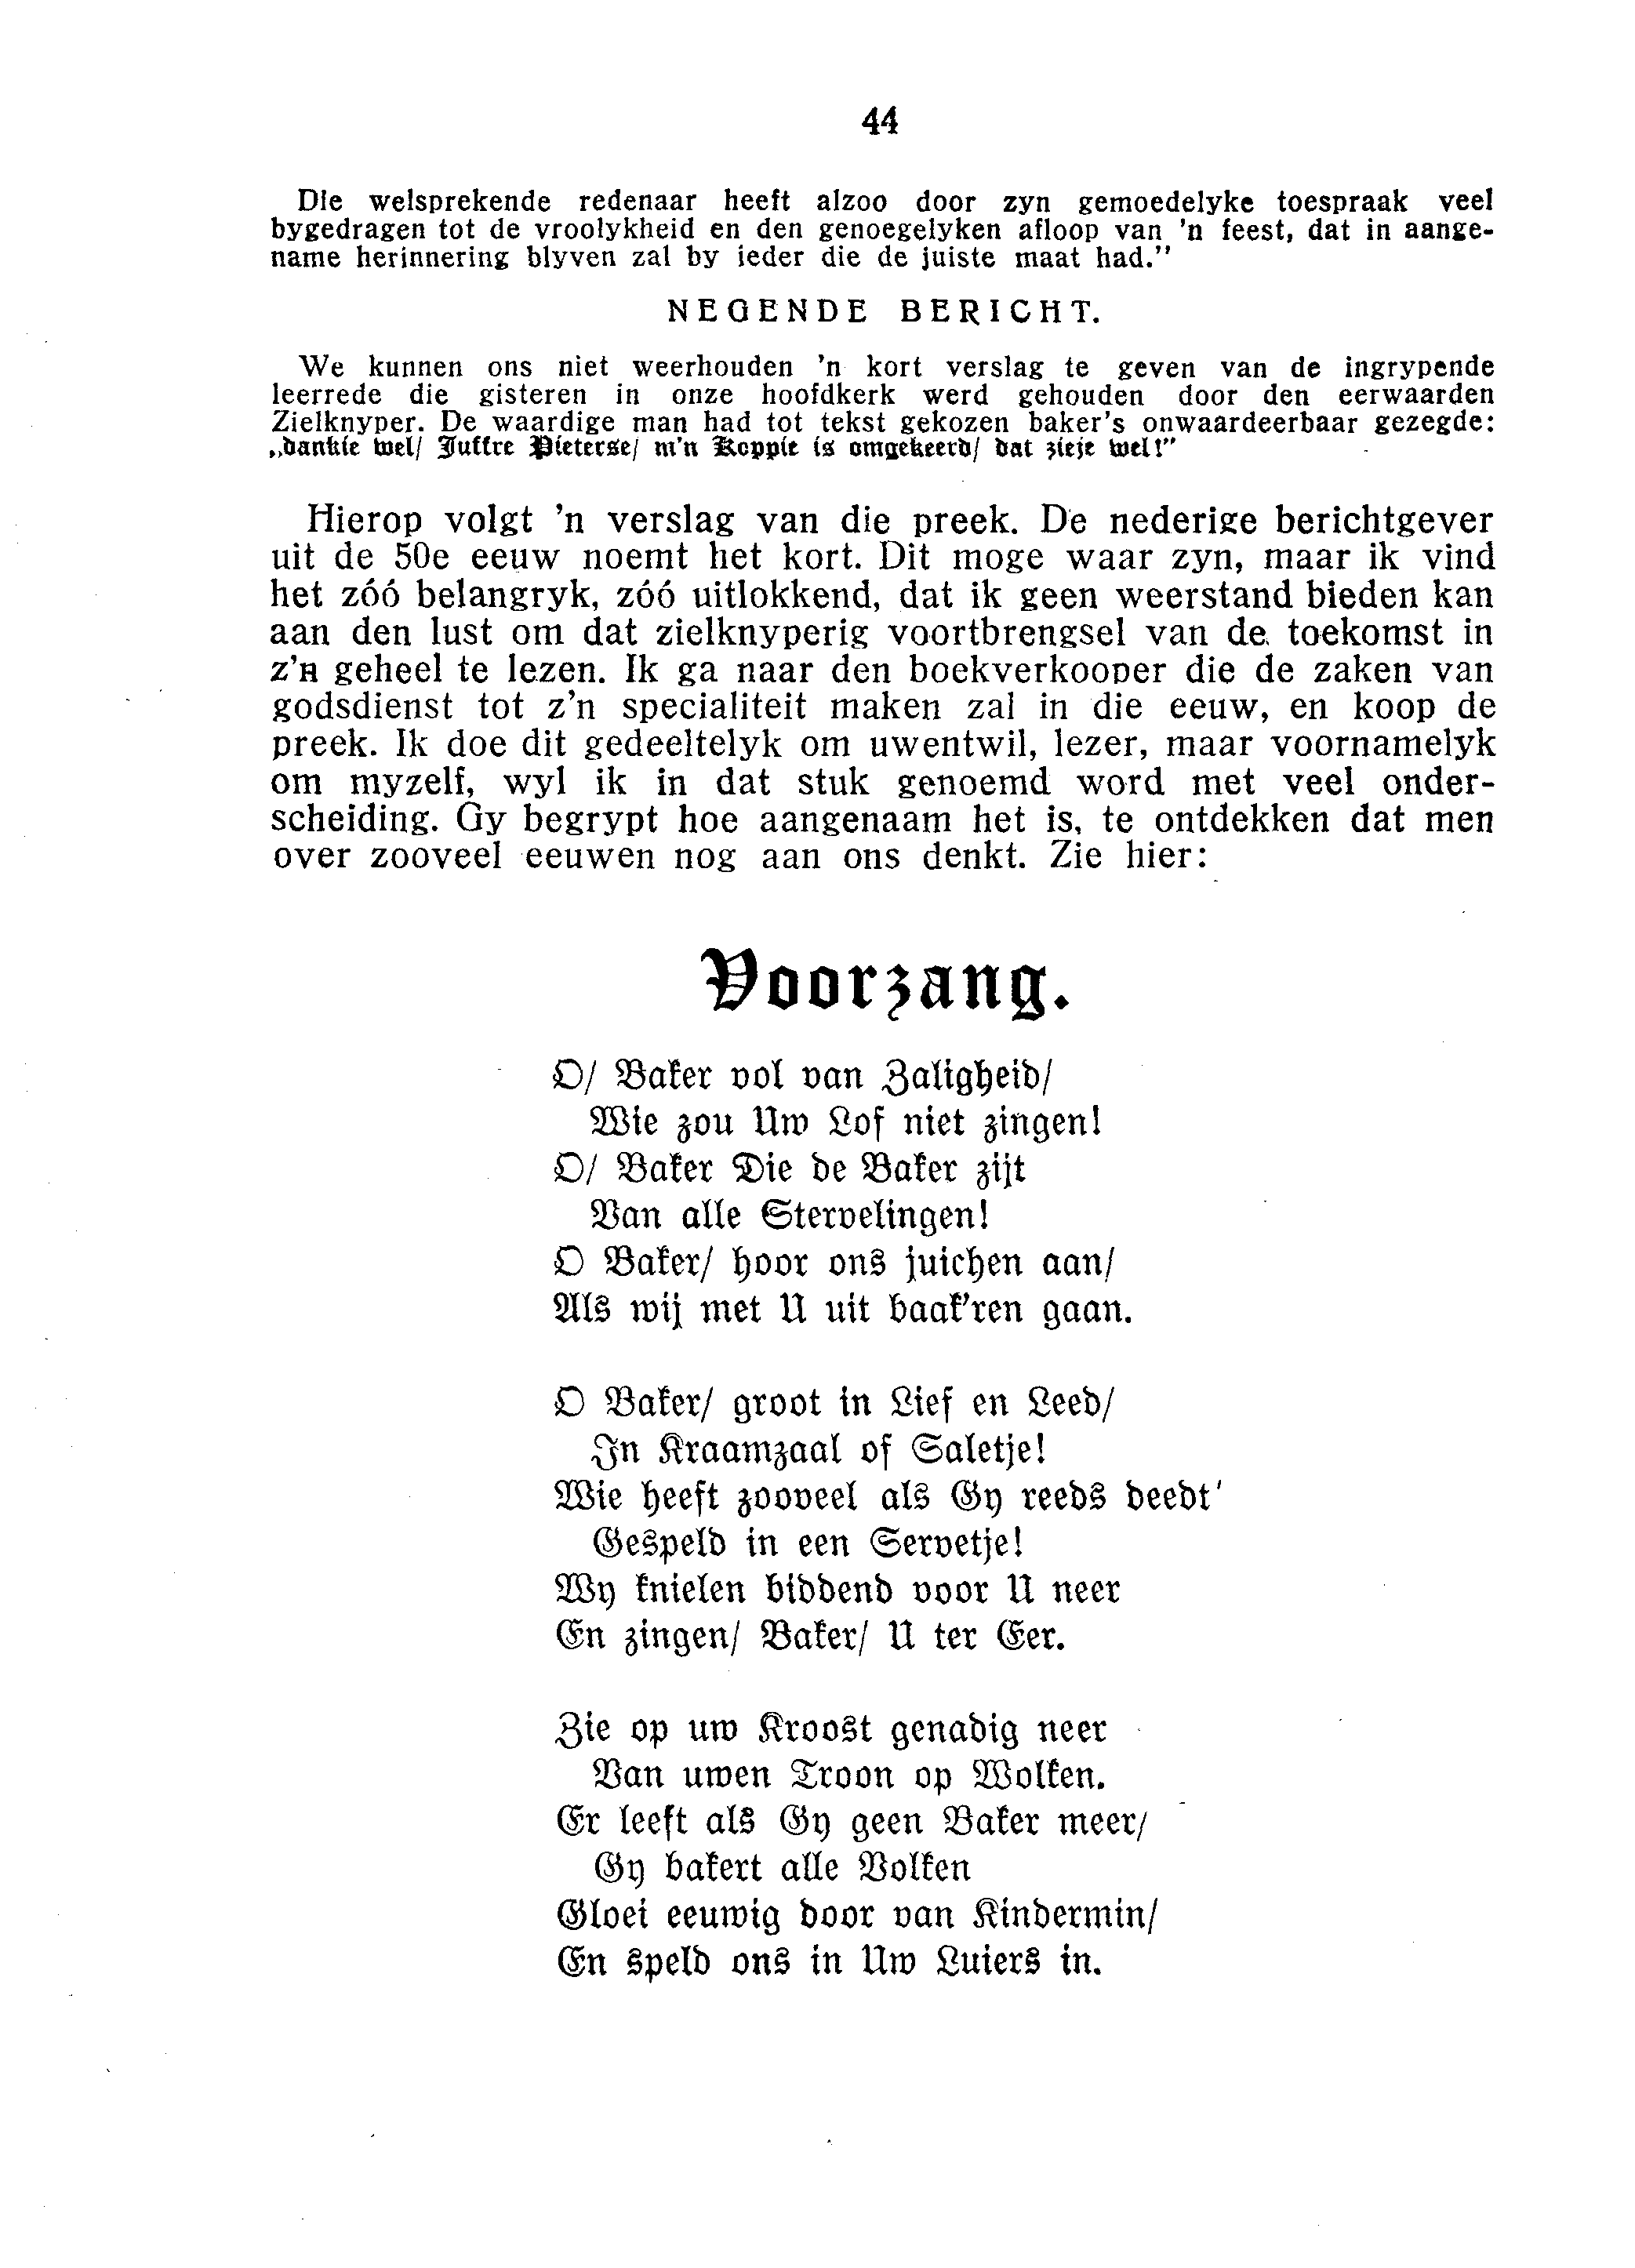 44
Die welsprekende redenaar heeft alzoo door zyn gemoedelyke toespraak veel
bygedragen tot de vroolykheid en den genoegelyken afloop van 'n feest, dat in aange-
name herinnering blyven zal by ieder die de juiste maat had."
NEGENDE BERICHT.
We kunnen ons niet weerhouden 'n kort verslag te geven van de ingrypende
leerrede die gisteren in onze hoofdkerk werd gehouden door den eerwaarden
Zielknyper. De waardige man had tot tekst gekozen baker's onwaardeerbaar gezegde:
„dankie wel/ Juffre Pieterse/ m'n Koppie is omgekeerd/ dat zieje wel!"
Hierop volgt 'n verslag van die preek. De nederige berichtgever
uit de 50e eeuw noemt het kort. Dit moge waar zyn, maar ik vind
het zóó belangryk, zóó uitlokkend, dat ik geen weerstand bieden kan
aan den lust om dat zielknyperig voortbrengsel van de toekomst in
z'n geheel te lezen. Ik ga naar den boekverkooper die de zaken van
godsdienst tot z'n specialiteit maken zal in die eeuw, en koop de
preek. Ik doe dit gedeeltelyk om uwentwil, lezer, maar voornamelyk
om myzelf, wyl ik in dat stuk genoemd word met veel onder-
scheiding. Gy begrypt hoe aangenaam het is, te ontdekken dat men
over zooveel eeuwen nog aan ons denkt. Zie hier:
Voorzang.
O/ Baker vol van Zaligheid/
Wie zou Uw Lof niet zingen!
O/ Baker Die de Baker zijt
Van alle Stervelingen!
O Baker/ hoor ons juichen aan/
Als wij met U uit baak'ren gaan.
O Baker/ groot in Lief en Leed/
In Kraamzaal of Saletje!
Wie heeft zooveel als Gy reeds deedt'
Gespeld in een Servetje!
Wy knielen biddend voor U neer
En zingen/ Baker/ U ter Eer.
Zie op uw Kroost genadig neer
Van uwen Troon op Wolken.
Er leeft als Gy geen Baker meer/
Gy bakert alle Volken
Gloei eeuwig door van Kindermin/
En speld ons in Uw Luiers in.